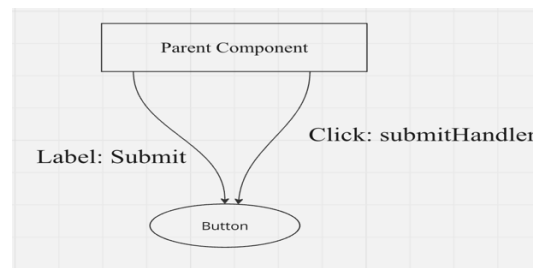 Parent Component
Click: submitHandler
Label: Submit
Button